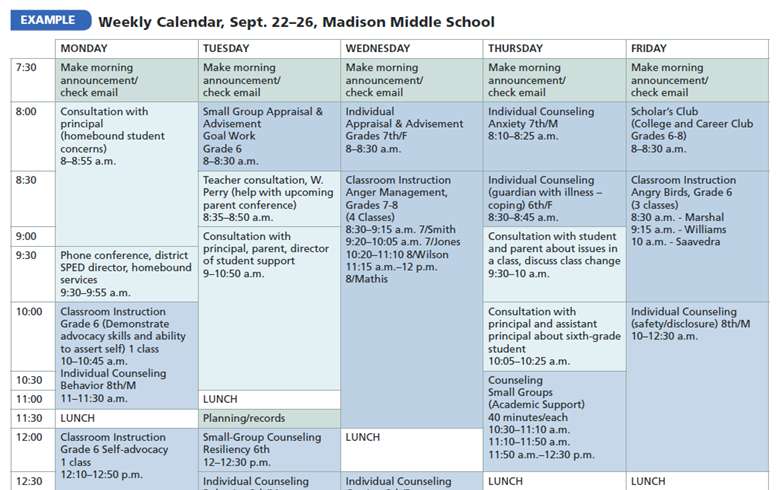 EXAMPLE Weekly Calendar, Sept. 22–26, Madison Middle School
MONDAY TUESDAY WEDNESDAY THURSDAY FRIDAY
7:30
Make morning
announcement/
check email
Make morning
announcement/
check email
Make morning
announcement/
check email
Make morning
announcement/
check email
Make morning
announcement/
check email
8:00
Consultation with
principal
(homebound student
concerns)
8–8:55 a.m.
Small Group Appraisal &
Advisement
Goal Work
Grade 6
8–8:30 a.m.
Individual
Appraisal & Advisement
Grades 7th/F
8–8:30 a.m.
Individual Counseling
Anxiety 7th/M
8:10–8:25 a.m.
Scholar’s Club
(College and Career Club
Grades 6-8)
8–8:30 a.m.
8:30
Teacher consultation, W.
Perry (help with upcoming
parent conference)
8:35–8:50 a.m.
Classroom Instruction
Anger Management,
Grades 7-8
(4 Classes)
8:30–9:15 a.m. 7/Smith
9:20–10:05 a.m. 7/Jones
10:20–11:10 8/Wilson
11:15 a.m.–12 p.m.
8/Mathis
Individual Counseling
(guardian with illness –
coping) 6th/F
8:30–8:45 a.m.
Classroom Instruction
Angry Birds, Grade 6
(3 classes)
8:30 a.m. - Marshal
9:15 a.m. - Williams
10 a.m. - Saavedra
9:00
Consultation with
principal, parent, director
of student support
9–10:50 a.m.
Consultation with student
and parent about issues in
a class, discuss class change
9:30–10 a.m.
9:30
Phone conference, district
SPED director, homebound
services
9:30–9:55 a.m.
10:00
Classroom Instruction
Grade 6 (Demonstrate
advocacy skills and ability
to assert self) 1 class
10–10:45 a.m.
Individual Counseling
Behavior 8th/M
11–11:30 a.m.
Consultation with
principal and assistant
principal about sixth-grade
student
10:05–10:25 a.m.
Individual Counseling
(safety/disclosure) 8th/M
10–12:30 a.m.
10:30
Counseling
Small Groups
(Academic Support)
40 minutes/each
10:30–11:10 a.m.
11:10–11:50 a.m.
11:50 a.m.–12:30 p.m.
11:00
LUNCH
11:30
LUNCH
Planning/records
12:00
Classroom Instruction
Grade 6 Self-advocacy
1 class
12:10–12:50 p.m.
Small-Group Counseling
Resiliency 6th
12–12:30 p.m.
LUNCH
12:30
Individual Counseling
Individual Counseling
LUNCH
LUNCH